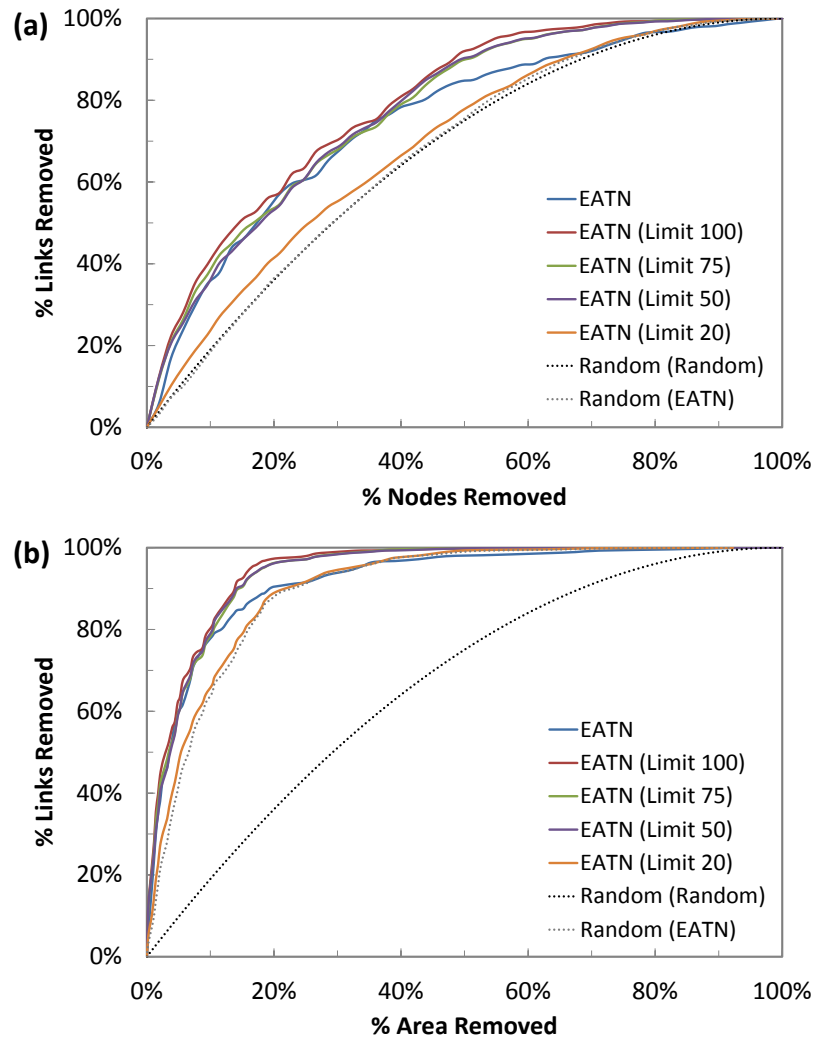 (a)
100%
80%
60%
40%
20%
0%
% Links Removed
EATN
EATN (Limit 100)
EATN (Limit 75)
EATN (Limit 50)
EATN (Limit 20)
Random (Random)
Random (EATN)
0% 20% 40% 60% 80% 100%
% Nodes Removed
(b)
100%
80%
60%
40%
20%
0%
% Links Removed
EATN
EATN (Limit 100)
EATN (Limit 75)
EATN (Limit 50)
EATN (Limit 20)
Random (Random)
Random (EATN)
0% 20% 40% 60% 80% 100%
% Area Removed